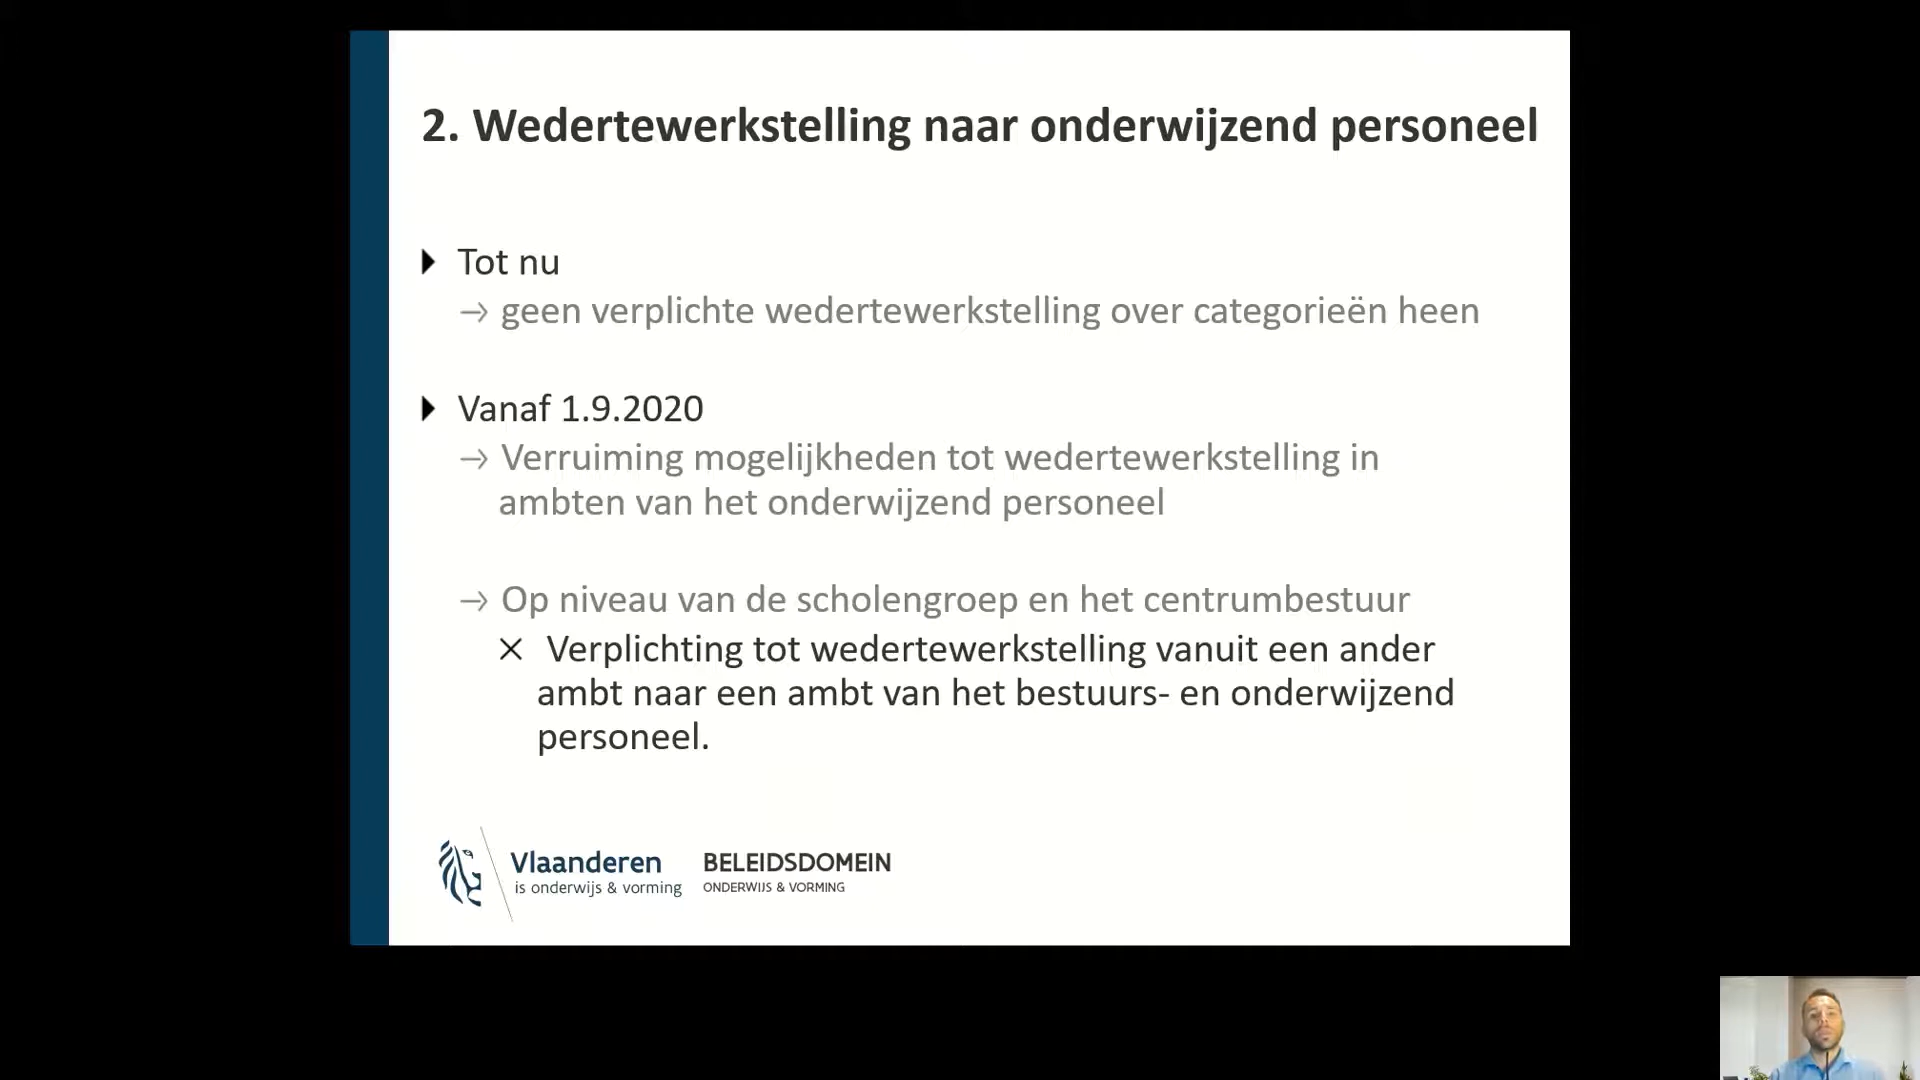 2. Wedertewerkstelling naar onderwijzend personeel
Tot nu
→ geen verplichte wedertewerkstelling over categorieën heen
Vanaf 1.9.2020
→ Verruiming mogelijkheden tot wedertewerkstelling in
ambten van het onderwijzend personeel
→ Op niveau van de scholengroep en het centrumbestuur
× Verplichting tot wedertewerkstelling vanuit een ander
ambt naar een ambt van het bestuurs- en onderwijzend
personeel.
Vlaanderen
is onderwijs & vorming
BELEIDSDOMEIN
ONDERWIJS & VORMING